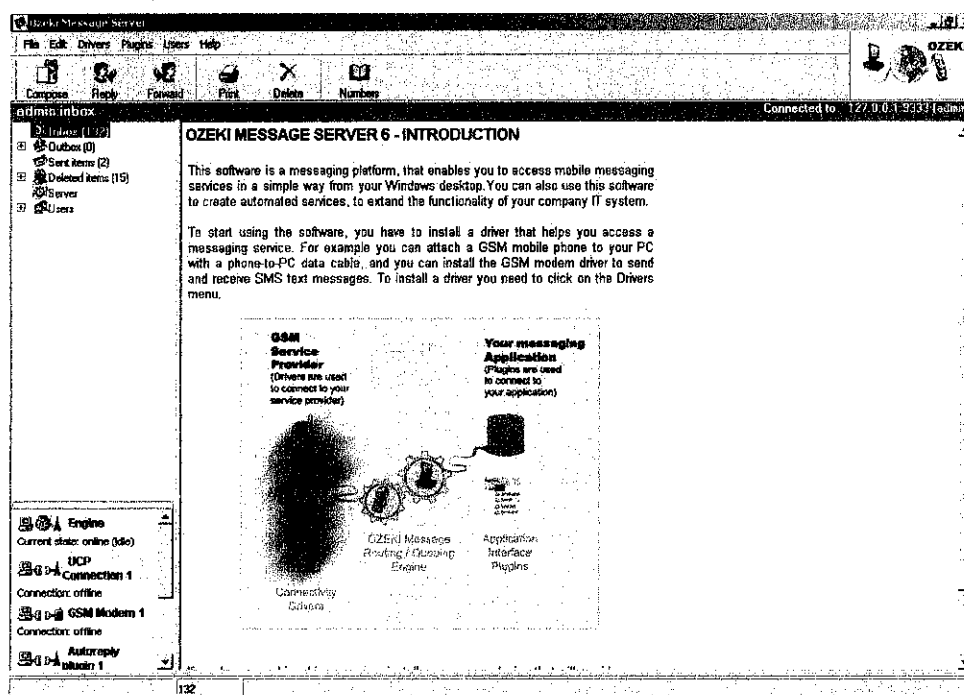 Ozeki Message Server
File Edit Drivers Plugins Users Help
OZEKI
Compose Reply Forward Print Delete Numbers
admin inbox
Connected to 127.0.0.1:9333 (admin
Inbox (132)
Outbox (0)
Sent items (2)
Deleted items (15)
Server
Users
OZEKI MESSAGE SERVER 6 - INTRODUCTION
This software is a messaging platform, that enables you to access mobile messaging
services in a simple way from your Windows desktop.You can also use this software
to create automated services, to extand the functionality of your company IT system.
To start using the software, you have to install a driver that helps you access a
messaging service. For example you can attach a GSM mobile phone to your PC
with a phone-to-PC data cable, and you can install the GSM modem driver to send
and receive SMS text messages. To install a driver you need to click on the Drivers
menu.
GSM
Service
Provider
(Drivers are used
to connect to your
service provider)
Your messaging
Application
(Plugins are used
to connect to
your application)
OZEKI Message
Routing / Queuing
Engine
Application
Interface
Plugins
Connectivity
Drivers
Engine
Current state: online (idle)
UCP
Connection 1
Connection: offline
GSM Modem 1
Connection: offline
Autoreply
plugin 1
132